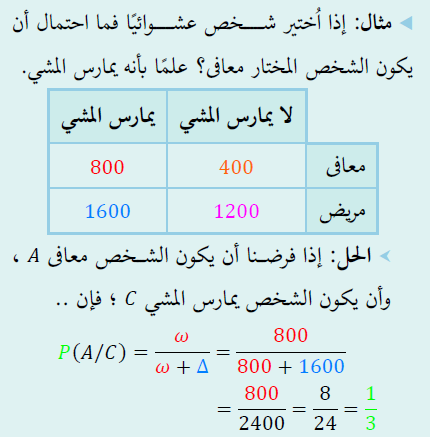 مثال: إذا اُختير شخص عشوائيًا فما احتمال أن
يكون الشخص المختار معافى؟ علمًا بأنه يمارس المشي.
لا يمارس المشي يمارس المشي
معافى 400 800
مريض 1200 1600
الحل: إذا فرضنا أن يكون الشخص معافى A ،
وأن يكون الشخص يمارس المشي C ؛ فإن ..
P(A/C) = ω/(ω + Δ) = 800/(800 + 1600)
= 800/2400 = 8/24 = 1/3